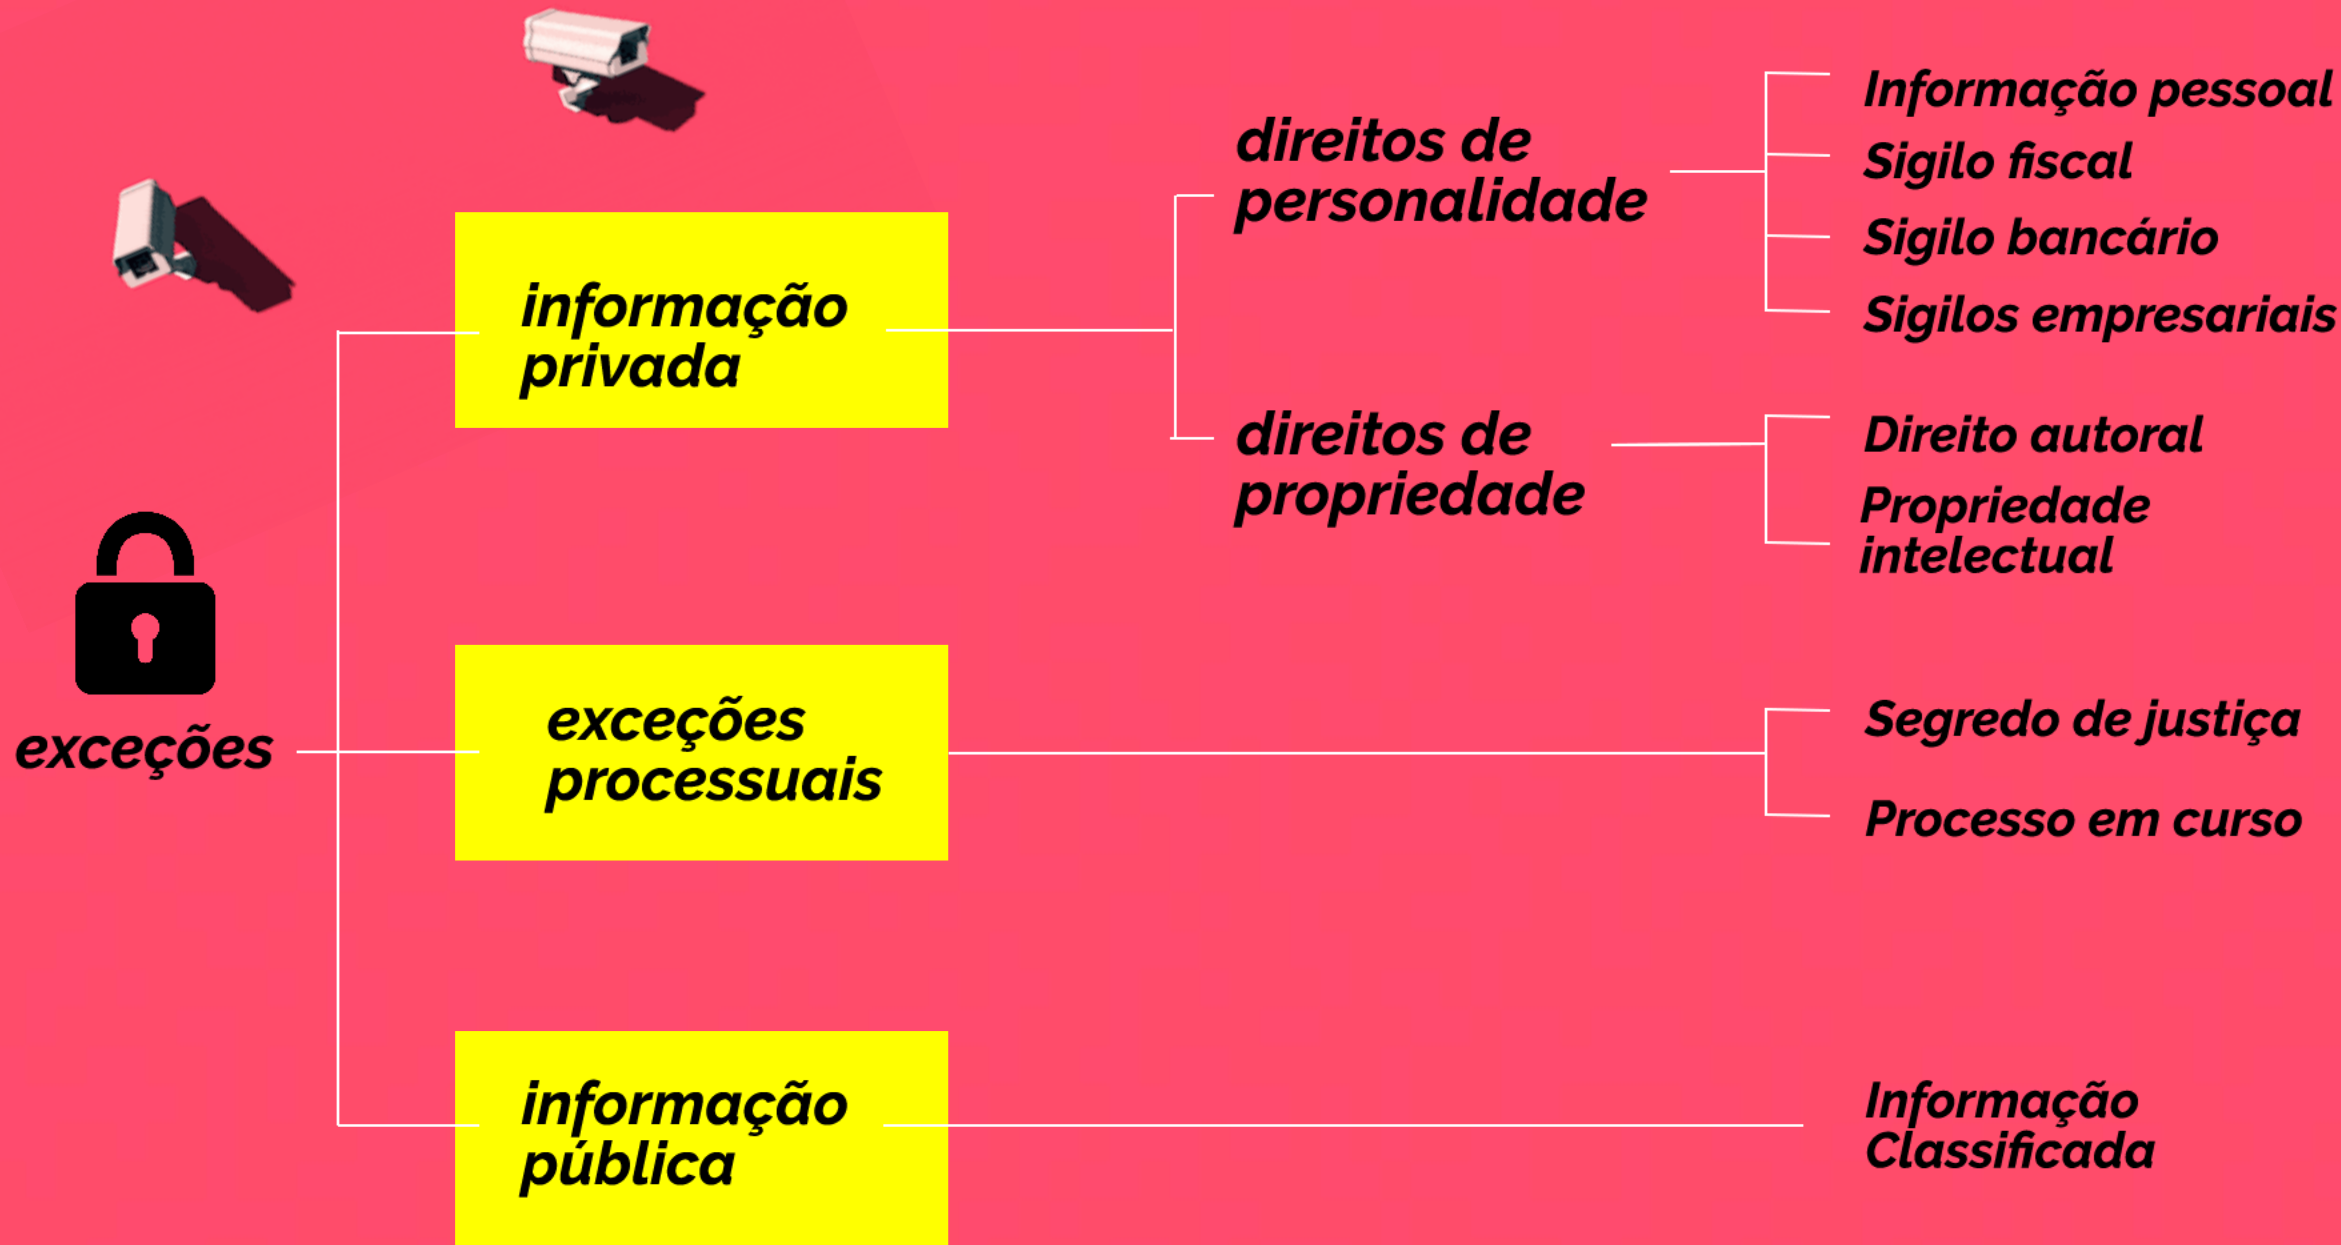 exceções
informação
privada
direitos de
personalidade
Informação pessoal
Sigilo fiscal
Sigilo bancário
Sigilos empresariais
direitos de
propriedade
Direito autoral
Propriedade
intelectual
exceções
processuais
Segredo de justiça
Processo em curso
informação
pública
Informação
Classificada